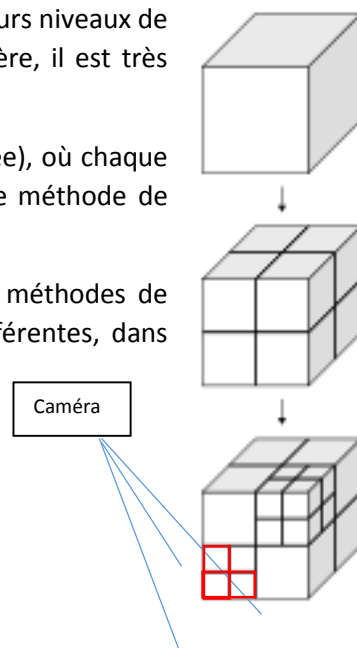 urs niveaux de
ère, il est très
ee), où chaque
e méthode de
méthodes de
férentes, dans
Caméra